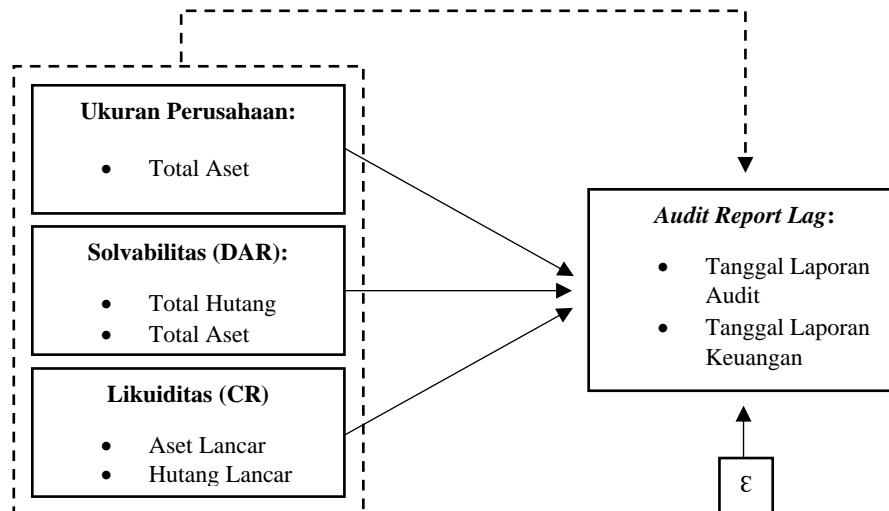 Ukuran Perusahaan:
• Total Aset
Solvabilitas (DAR):
• Total Hutang
• Total Aset
Likuiditas (CR)
• Aset Lancar
• Hutang Lancar
Audit Report Lag:
• Tanggal Laporan
Audit
• Tanggal Laporan
Keuangan
ε